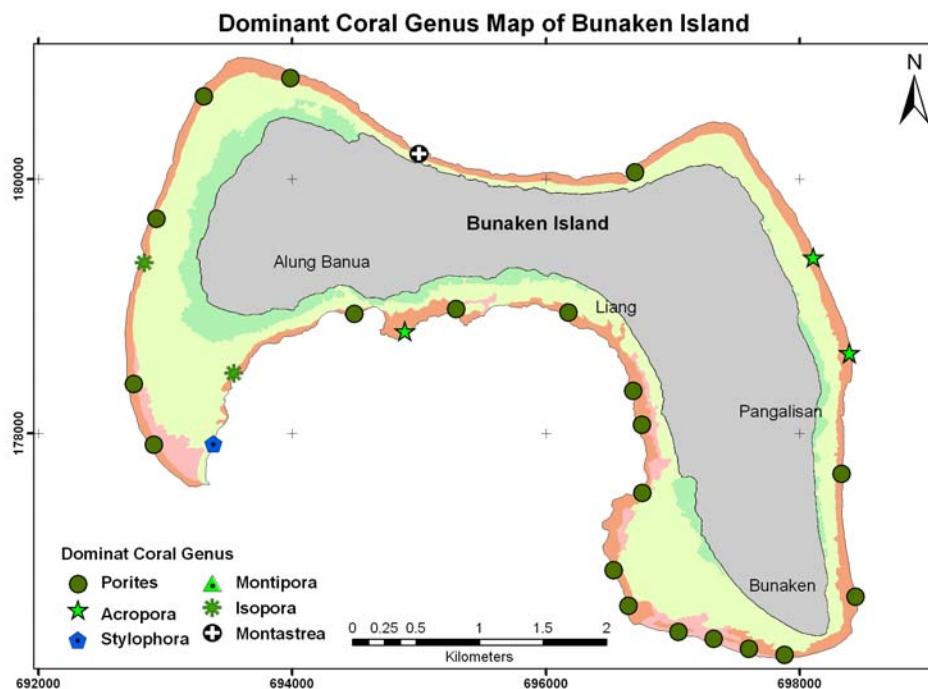 Dominant Coral Genus Map of Bunaken Island
N
180000
178000
Bunaken Island
Alung Banua
Liang
Pangalisan
Bunaken
Dominat Coral Genus
Porites
Acropora
Stylophora
Montipora
Isopora
Montastrea
0 0.25 0.5 1 1.5 2
Kilometers
692000 694000 696000 698000